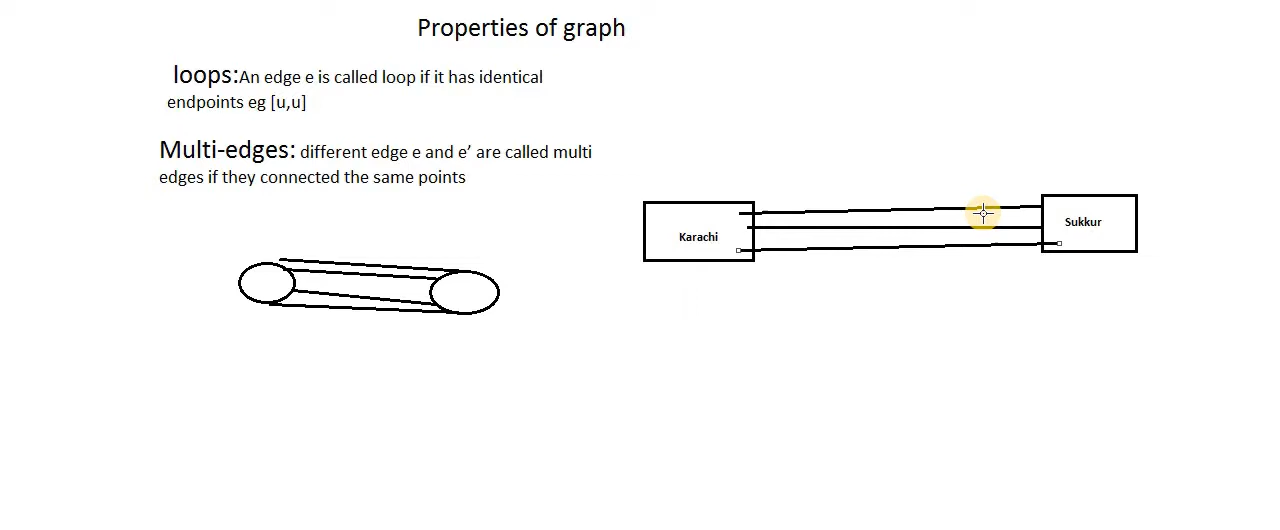 Properties of graph
loops:An edge e is called loop if it has identical
endpoints eg [u,u]
Multi-edges: different edge e and e’ are called multi
edges if they connected the same points
Karachi
Sukkur